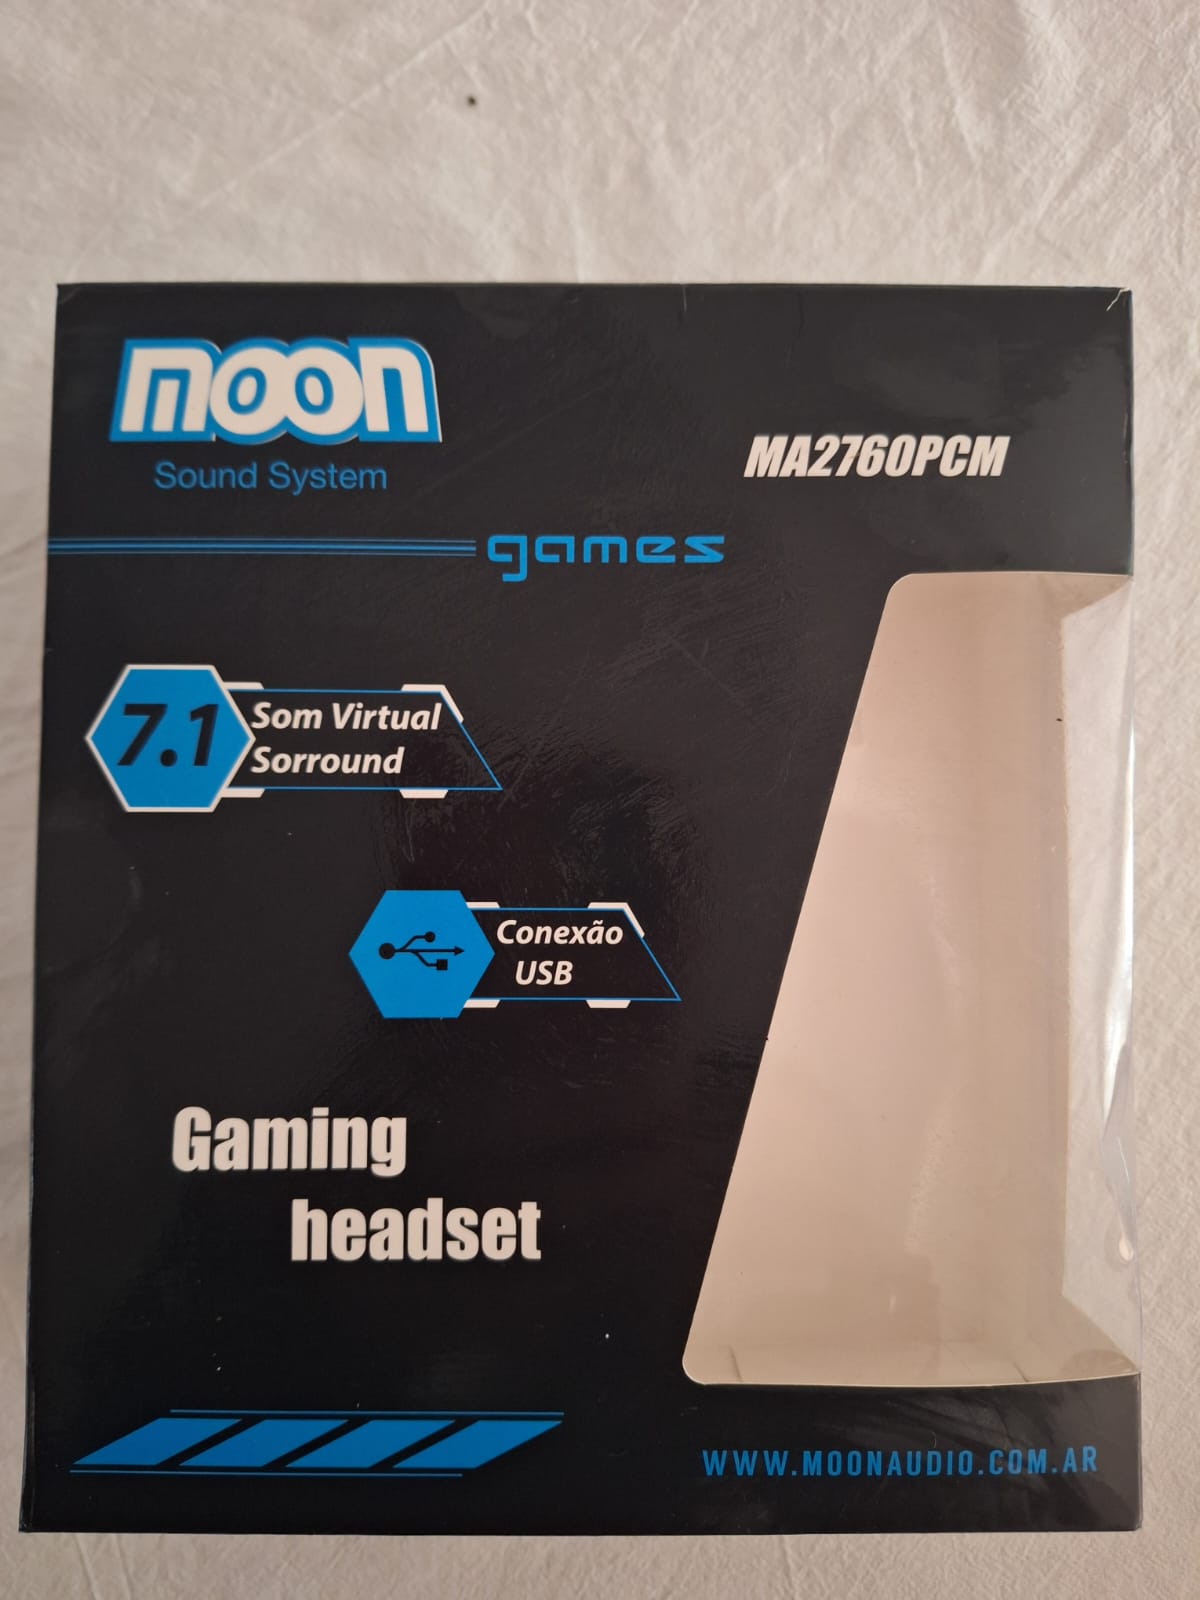 moon
Sound System
MA2760PCM
games
7.1
Som Virtual
Sorround
Conexão
USB
Gaming
headset
WWW.MOONAUDIO.COM.AR